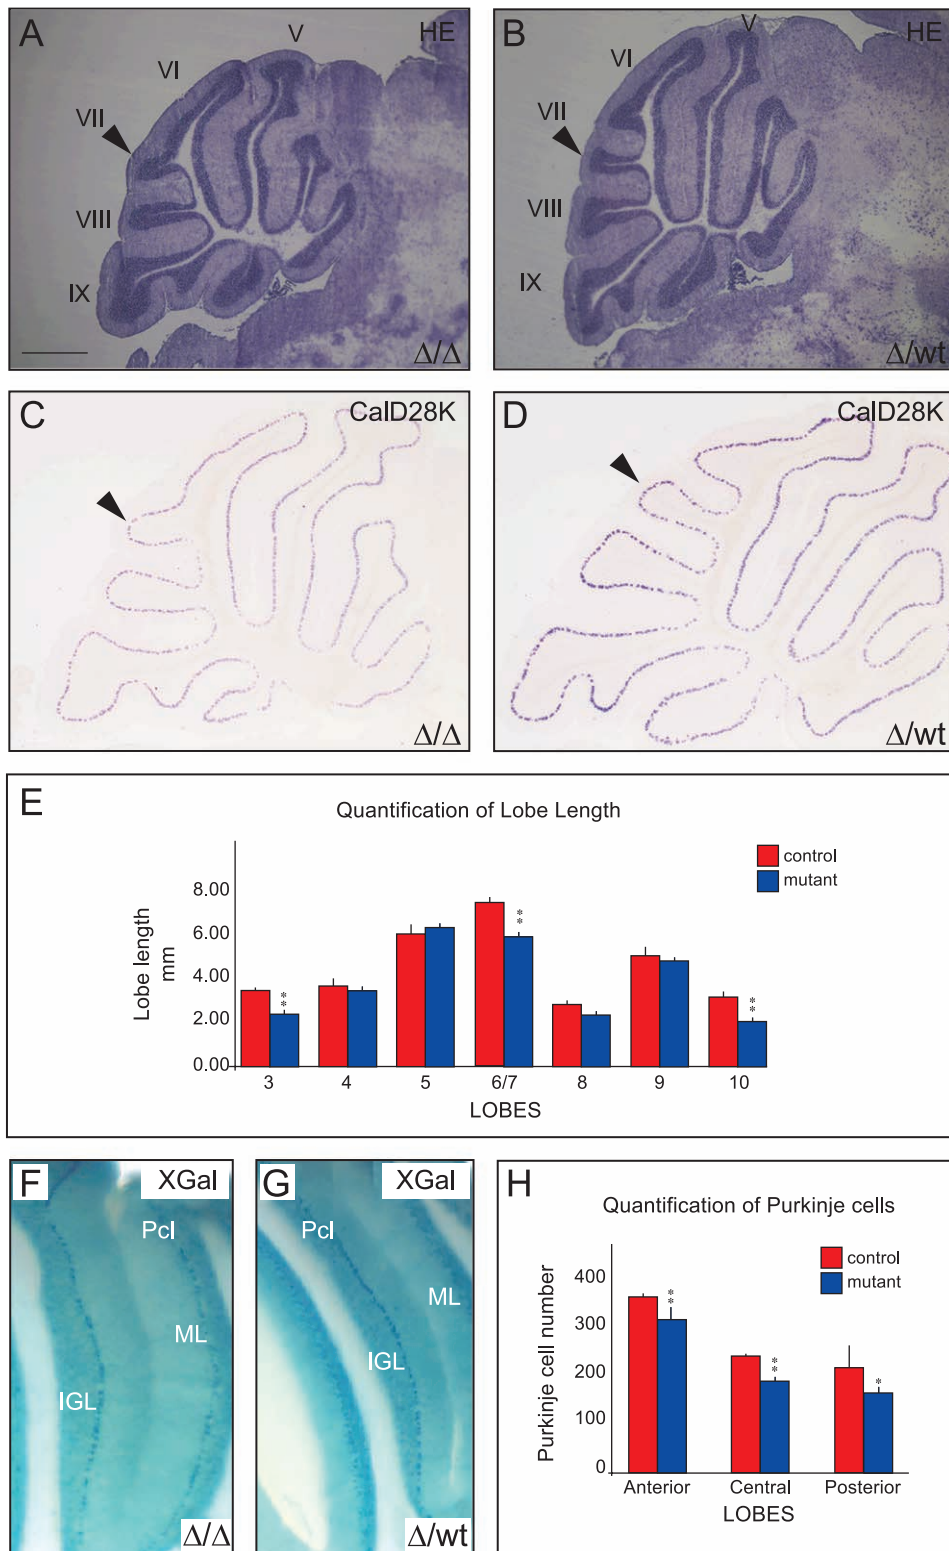 A
HE
V
VI
VII
VIII
IX
Δ/Δ
B
HE
V
VI
VII
VIII
IX
Δ/wt
C
CalD28K
Δ/Δ
D
CalD28K
Δ/wt
E
Quantification of Lobe Length
control
mutant
Lobe length
mm
8.00
6.00
4.00
2.00
0.00
**
**
**
3 4 5 6/7 8 9 10
LOBES
F
XGal
Pcl
ML
IGL
Δ/Δ
G
XGal
Pcl
ML
IGL
Δ/wt
H
Quantification of Purkinje cells
control
mutant
Purkinje cell number
400
300
200
100
0
**
**
*
Anterior Central Posterior
LOBES